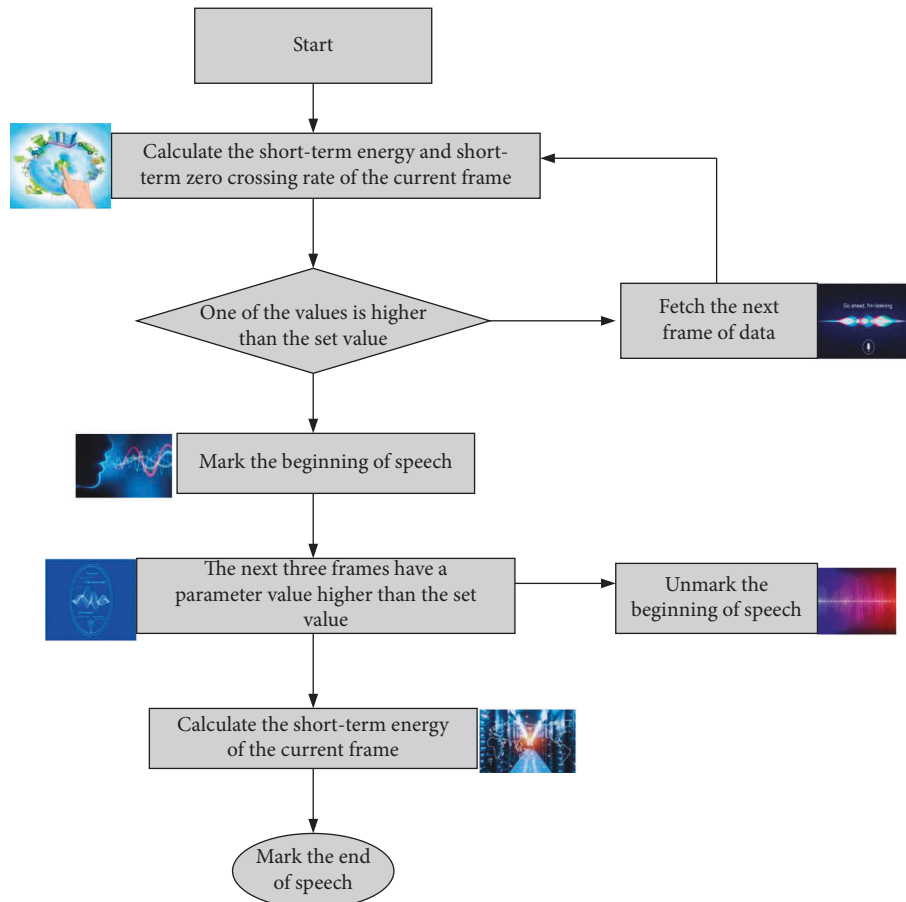 Start
Calculate the short-term energy and short-
term zero crossing rate of the current frame
One of the values is higher
than the set value
Fetch the next
frame of data
Go ahead, I'm listening
Mark the beginning of speech
The next three frames have a
parameter value higher than the set
value
Unmark the
beginning of speech
Calculate the short-term energy
of the current frame
Mark the end
of speech